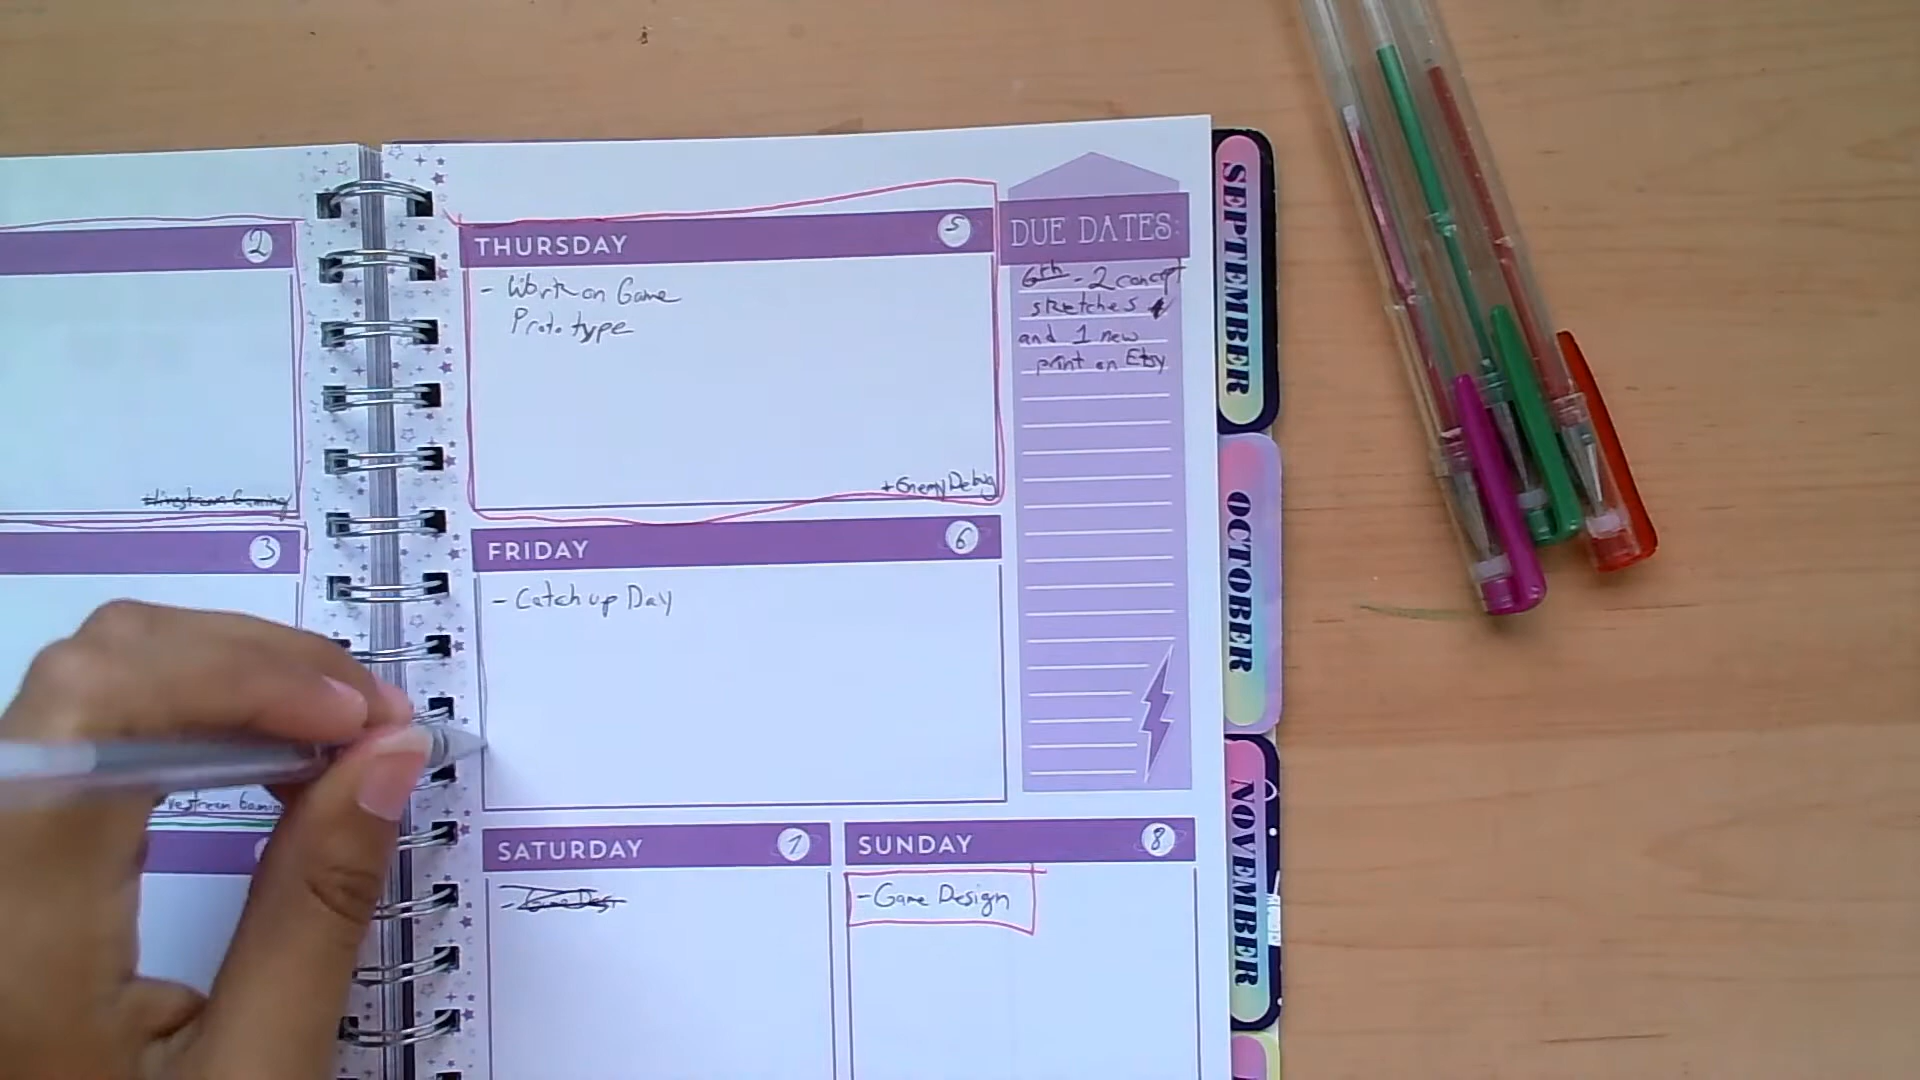 2
Livestream Gaming
3
vestream Gamin
THURSDAY 5
- Work on Game
Prototype
+Enemy Debug
FRIDAY 6
- Catch up Day
SATURDAY 7
SUNDAY 8
- Game Design
DUE DATES:
6th - 2 concept
sketches
and 1 new
print on Etsy
SEPTEMBER
OCTOBER
NOVEMBER